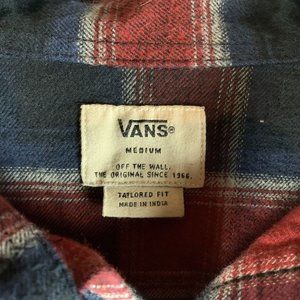 VANS®
MEDIUM
OFF THE WALL.
THE ORIGINAL SINCE 1966.
TAILORED FIT
MADE IN INDIA